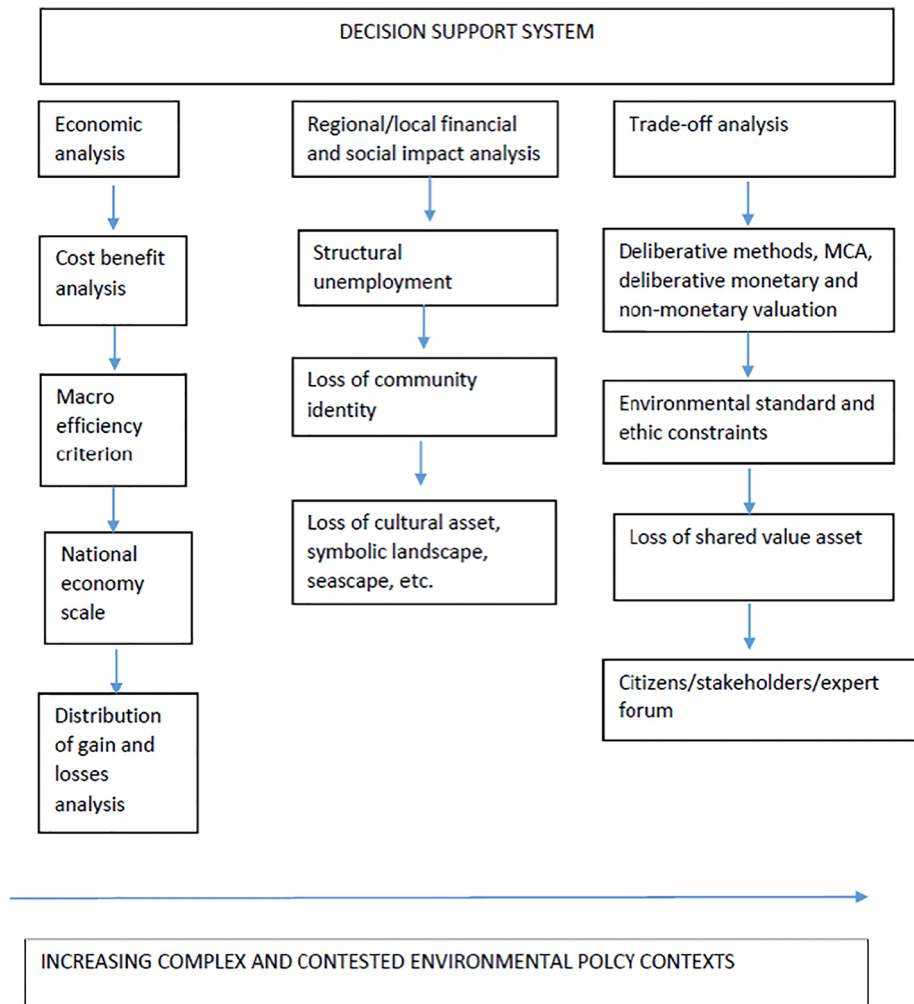 DECISION SUPPORT SYSTEM
Economic
analysis
Cost benefit
analysis
Macro
efficiency
criterion
National
economy
scale
Distribution
of gain and
losses
analysis
Regional/local financial
and social impact analysis
Structural
unemployment
Loss of community
identity
Loss of cultural asset,
symbolic landscape,
seascape, etc.
Trade-off analysis
Deliberative methods, MCA,
deliberative monetary and
non-monetary valuation
Environmental standard and
ethic constraints
Loss of shared value asset
Citizens/stakeholders/expert
forum
INCREASING COMPLEX AND CONTESTED ENVIRONMENTAL POLCY CONTEXTS